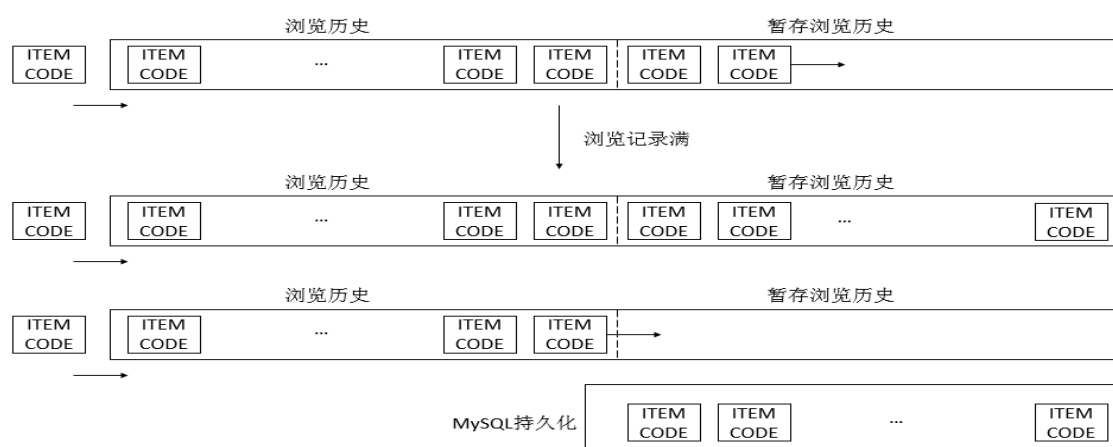 浏览历史 暂存浏览历史
ITEM ITEM ... ITEM ITEM ITEM ITEM
CODE CODE CODE CODE CODE CODE
浏览记录满
浏览历史 暂存浏览历史
ITEM ITEM ... ITEM ITEM ITEM ITEM ... ITEM
CODE CODE CODE CODE CODE CODE CODE
浏览历史 暂存浏览历史
ITEM ITEM ... ITEM ITEM
CODE CODE CODE CODE
MySQL持久化 ITEM ITEM ... ITEM
CODE CODE CODE